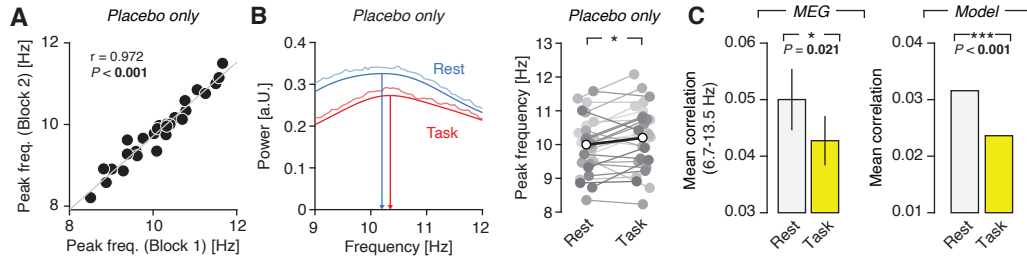 A
Placebo only
r = 0.972
P < 0.001
Peak freq. (Block 2) [Hz]
12
11
10
9
8
8
10
12
Peak freq. (Block 1) [Hz]
B
Placebo only
Power [a.U.]
0.4
0.3
0.2
0.1
0
Rest
Task
9
10
11
12
Frequency [Hz]
Placebo only
*
Peak frequency [Hz]
13
12
11
10
9
8
Rest
Task
C
MEG
*
P = 0.021
Mean correlation
(6.7-13.5 Hz)
0.06
0.05
0.04
0.03
Rest
Task
Model
***
P < 0.001
Mean correlation
0.04
0.03
0.02
0.01
Rest
Task